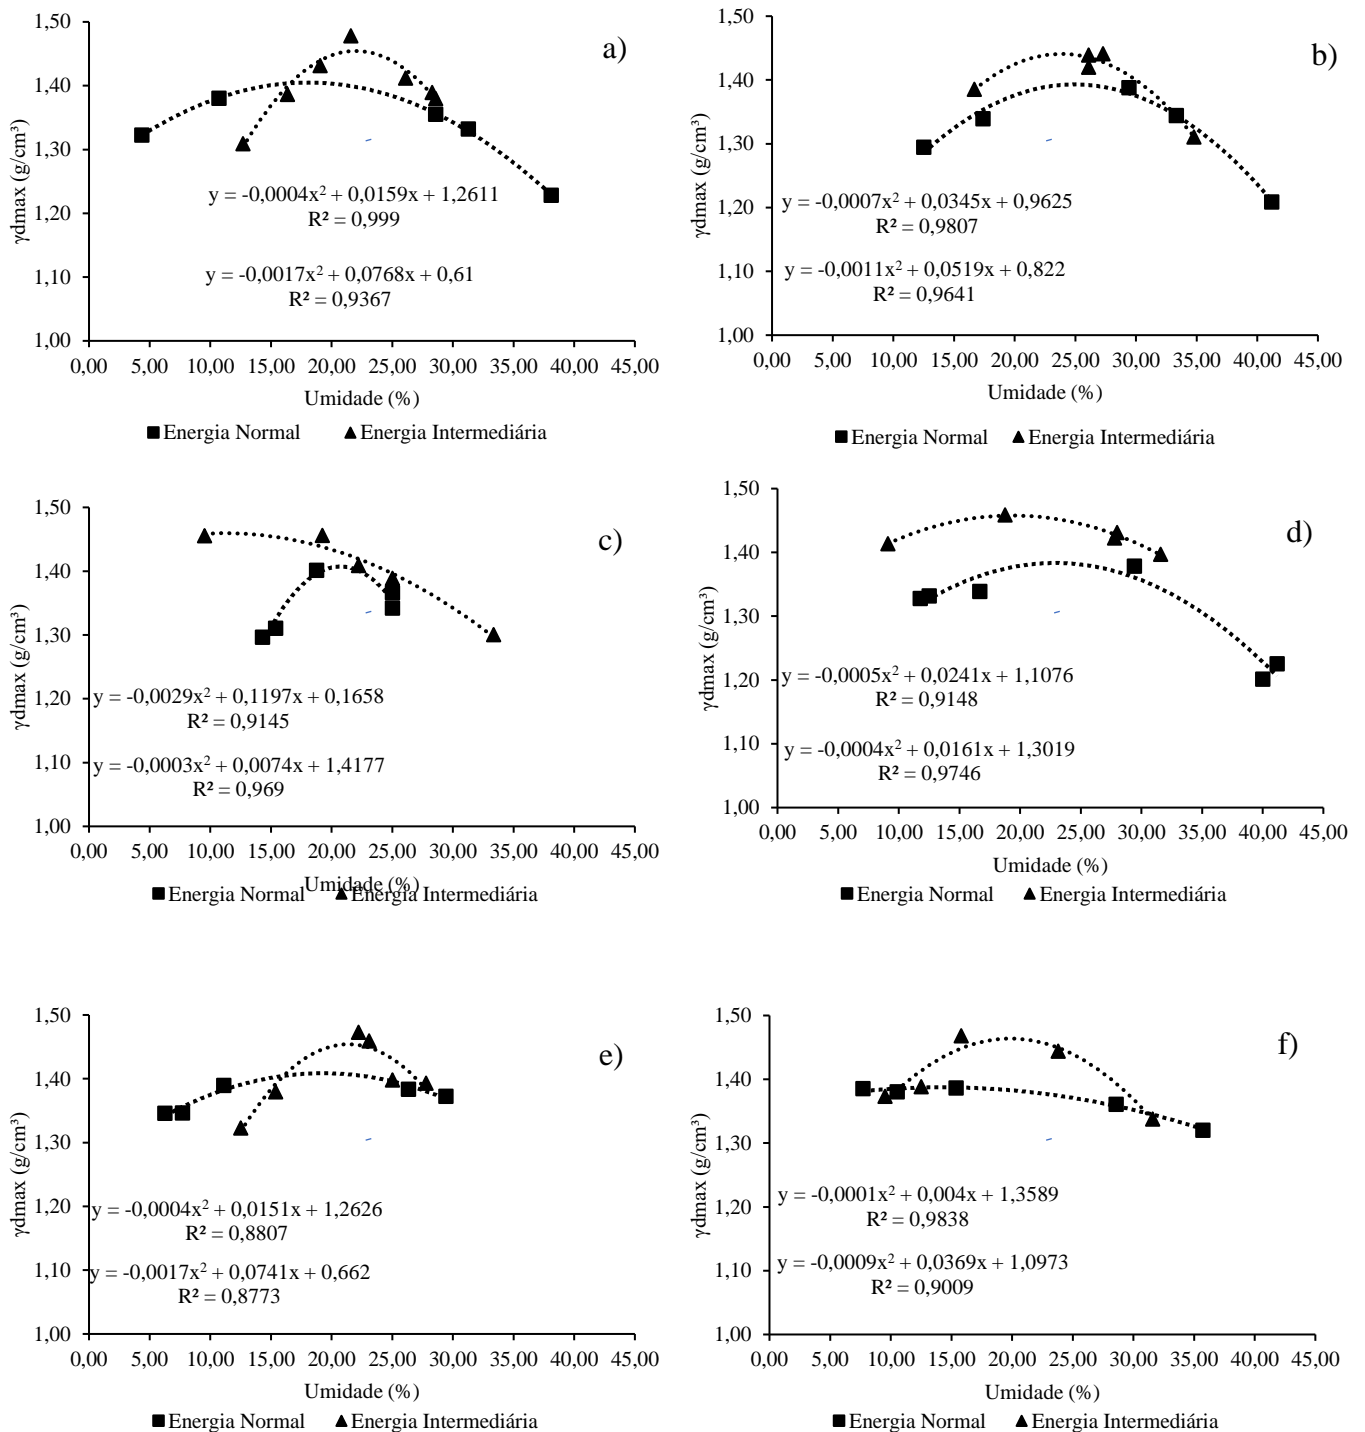 a)
1,50
1,40
1,30
1,20
1,10
1,00
γdmax (g/cm³)
y = -0,0004x² + 0,0159x + 1,2611
R² = 0,999
y = -0,0017x² + 0,0768x + 0,61
R² = 0,9367
0,00 5,00 10,00 15,00 20,00 25,00 30,00 35,00 40,00 45,00
Umidade (%)
Energia Normal Energia Intermediária
b)
1,50
1,40
1,30
1,20
1,10
1,00
γdmax (g/cm³)
y = -0,0007x² + 0,0345x + 0,9625
R² = 0,9807
y = -0,0011x² + 0,0519x + 0,822
R² = 0,9641
0,00 5,00 10,00 15,00 20,00 25,00 30,00 35,00 40,00 45,00
Umidade (%)
Energia Normal Energia Intermediária
c)
1,50
1,40
1,30
1,20
1,10
1,00
γdmax (g/cm³)
y = -0,0029x² + 0,1197x + 0,1658
R² = 0,9145
y = -0,0003x² + 0,0074x + 1,4177
R² = 0,969
0,00 5,00 10,00 15,00 20,00 25,00 30,00 35,00 40,00 45,00
Umidade (%)
Energia Normal Energia Intermediária
d)
1,50
1,40
1,30
1,20
1,10
1,00
γdmax (g/cm³)
y = -0,0005x² + 0,0241x + 1,1076
R² = 0,9148
y = -0,0004x² + 0,0161x + 1,3019
R² = 0,9746
0,00 5,00 10,00 15,00 20,00 25,00 30,00 35,00 40,00 45,00
Umidade (%)
Energia Normal Energia Intermediária
e)
1,50
1,40
1,30
1,20
1,10
1,00
γdmax (g/cm³)
y = -0,0004x² + 0,0151x + 1,2626
R² = 0,8807
y = -0,0017x² + 0,0741x + 0,662
R² = 0,8773
0,00 5,00 10,00 15,00 20,00 25,00 30,00 35,00 40,00 45,00
Umidade (%)
Energia Normal Energia Intermediária
f)
1,50
1,40
1,30
1,20
1,10
1,00
γdmax (g/cm³)
y = -0,0001x² + 0,004x + 1,3589
R² = 0,9838
y = -0,0009x² + 0,0369x + 1,0973
R² = 0,9009
0,00 5,00 10,00 15,00 20,00 25,00 30,00 35,00 40,00 45,00
Umidade (%)
Energia Normal Energia Intermediária